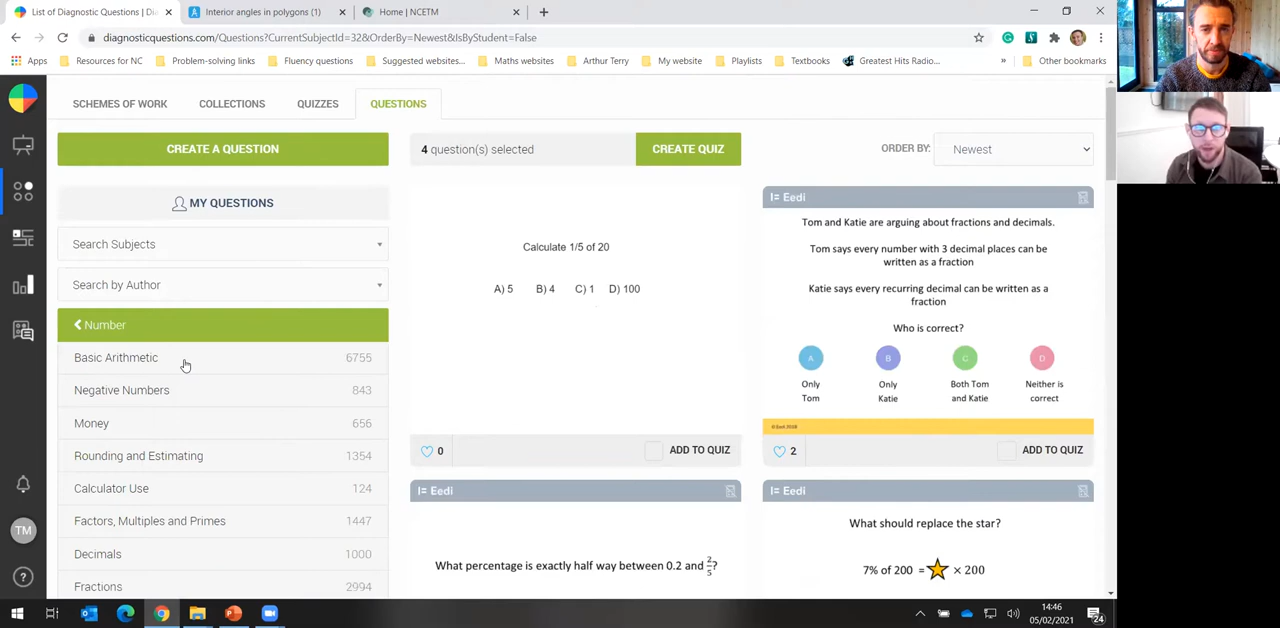 List of Diagnostic Questions | Dia
Interior angles in polygons (1)
Home | NCETM
diagnosticquestions.com/Questions?CurrentSubjectId=32&OrderBy=Newest&IsByStudent=False
Apps
Resources for NC
Problem-solving links
Fluency questions
Suggested websites...
Maths websites
Arthur Terry
My website
Playlists
Textbooks
Greatest Hits Radio...
»
Other bookmarks
SCHEMES OF WORK
COLLECTIONS
QUIZZES
QUESTIONS
CREATE A QUESTION
4 question(s) selected
CREATE QUIZ
ORDER BY:
Newest
MY QUESTIONS
Search Subjects
Search by Author
Number
Basic Arithmetic 6755
Negative Numbers 843
Money 656
Rounding and Estimating 1354
Calculator Use 124
Factors, Multiples and Primes 1447
Decimals 1000
Fractions 2994
Calculate 1/5 of 20
A) 5 B) 4 C) 1 D) 100
0
ADD TO QUIZ
Eedi
Tom and Katie are arguing about fractions and decimals.
Tom says every number with 3 decimal places can be
written as a fraction
Katie says every recurring decimal can be written as a
fraction
Who is correct?
A B C D
Only
Tom
Only
Katie
Both Tom
and Katie
Neither is
correct
2
ADD TO QUIZ
Eedi
What percentage is exactly half way between 0.2 and 2/5?
Eedi
What should replace the star?
7% of 200 = × 200
TM
14:46
05/02/2021
24